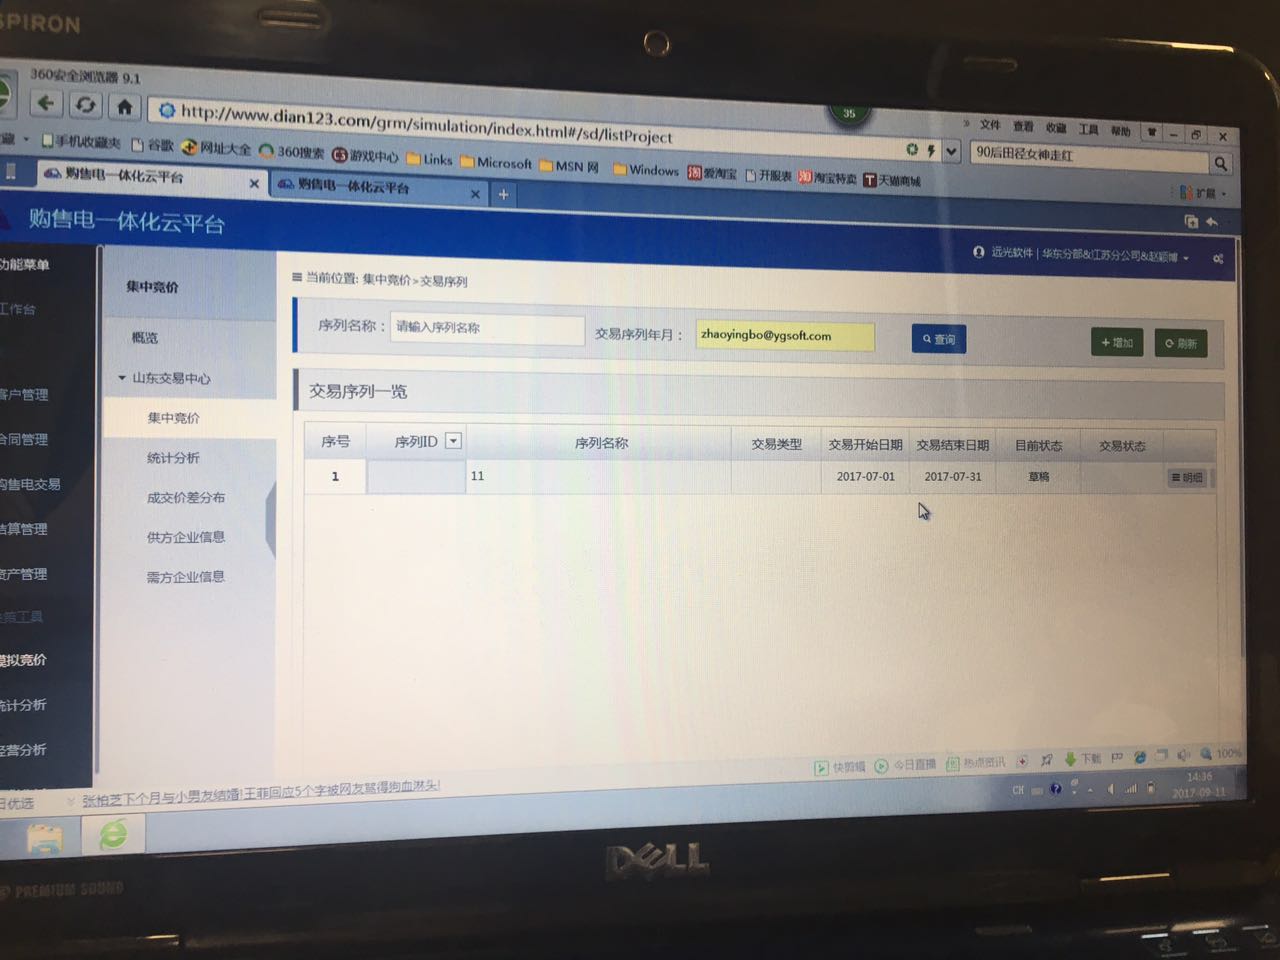 SPIRON
360安全浏览器 9.1
35
http://www.dian123.com/grm/simulation/index.html#/sd/listProject
文件 查看 收藏 工具 帮助
90后田径女神走红
藏 手机收藏夹 谷歌 网址大全 360搜索 游戏中心 Links Microsoft MSN 网 Windows 爱淘宝 开服表 淘宝特卖 天猫商城
扩展
购售电一体化云平台 购售电一体化云平台
购售电一体化云平台
远光软件 | 华东分部&江苏分公司&赵颖博
功能菜单
工作台
客户管理
合同管理
购售电交易
结算管理
资产管理
模拟竞价
统计分析
经营分析
集中竞价
概览
山东交易中心
集中竞价
统计分析
成交价差分布
供方企业信息
需方企业信息
当前位置: 集中竞价>交易序列
序列名称： 请输入序列名称 交易序列年月： zhaoyingbo@ygsoft.com 查询 增加 刷新
交易序列一览
序号 序列ID 序列名称 交易类型 交易开始日期 交易结束日期 目前状态 交易状态
1 11 2017-07-01 2017-07-31 草稿 明细
快剪辑 今日直播 热点资讯 下载 100%
日优选 张柏芝下个月与小男友结婚!王菲回应5个字被网友骂得狗血淋头!
CH
14:36
2017-09-11
DELL
PREMIUM SOUND